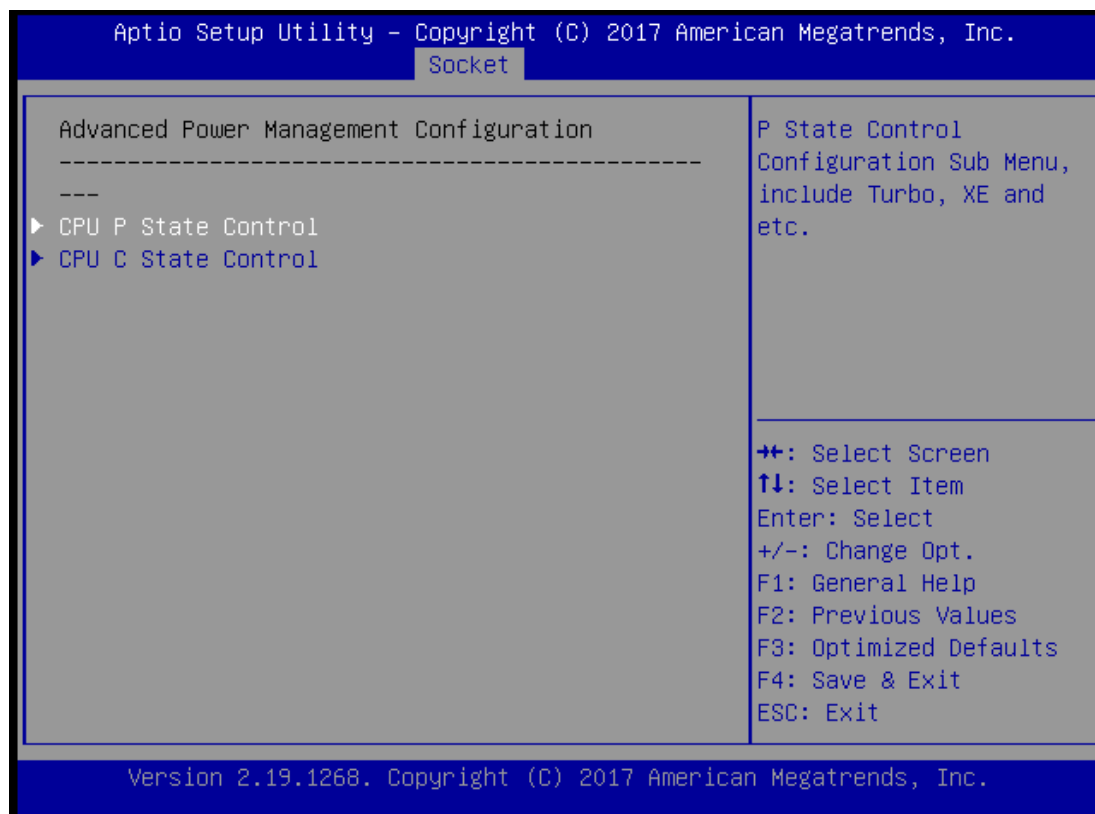 Aptio Setup Utility – Copyright (C) 2017 American Megatrends, Inc.
Socket
Advanced Power Management Configuration
-----------------------------------------------
---
▶ CPU P State Control
▶ CPU C State Control
P State Control
Configuration Sub Menu,
include Turbo, XE and
etc.
→←: Select Screen
↑↓: Select Item
Enter: Select
+/-: Change Opt.
F1: General Help
F2: Previous Values
F3: Optimized Defaults
F4: Save & Exit
ESC: Exit
Version 2.19.1268. Copyright (C) 2017 American Megatrends, Inc.